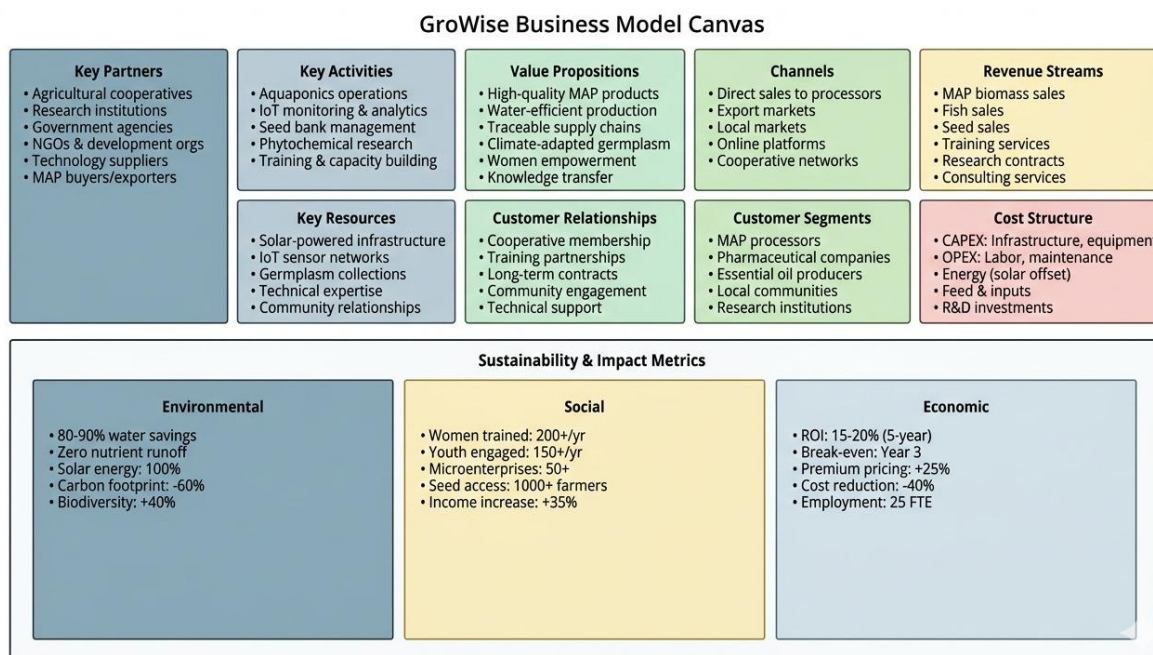 GroWise Business Model Canvas
Key Partners
• Agricultural cooperatives
• Research institutions
• Government agencies
• NGOs & development orgs
• Technology suppliers
• MAP buyers/exporters
Key Activities
• Aquaponics operations
• IoT monitoring & analytics
• Seed bank management
• Phytochemical research
• Training & capacity building
Value Propositions
• High-quality MAP products
• Water-efficient production
• Traceable supply chains
• Climate-adapted germplasm
• Women empowerment
• Knowledge transfer
Channels
• Direct sales to processors
• Export markets
• Local markets
• Online platforms
• Cooperative networks
Revenue Streams
• MAP biomass sales
• Fish sales
• Seed sales
• Training services
• Research contracts
• Consulting services
Key Resources
• Solar-powered infrastructure
• IoT sensor networks
• Germplasm collections
• Technical expertise
• Community relationships
Customer Relationships
• Cooperative membership
• Training partnerships
• Long-term contracts
• Community engagement
• Technical support
Customer Segments
• MAP processors
• Pharmaceutical companies
• Essential oil producers
• Local communities
• Research institutions
Cost Structure
• CAPEX: Infrastructure, equipmen
• OPEX: Labor, maintenance
• Energy (solar offset)
• Feed & inputs
• R&D investments
Sustainability & Impact Metrics
Environmental
• 80-90% water savings
• Zero nutrient runoff
• Solar energy: 100%
• Carbon footprint: -60%
• Biodiversity: +40%
Social
• Women trained: 200+/yr
• Youth engaged: 150+/yr
• Microenterprises: 50+
• Seed access: 1000+ farmers
• Income increase: +35%
Economic
• ROI: 15-20% (5-year)
• Break-even: Year 3
• Premium pricing: +25%
• Cost reduction: -40%
• Employment: 25 FTE